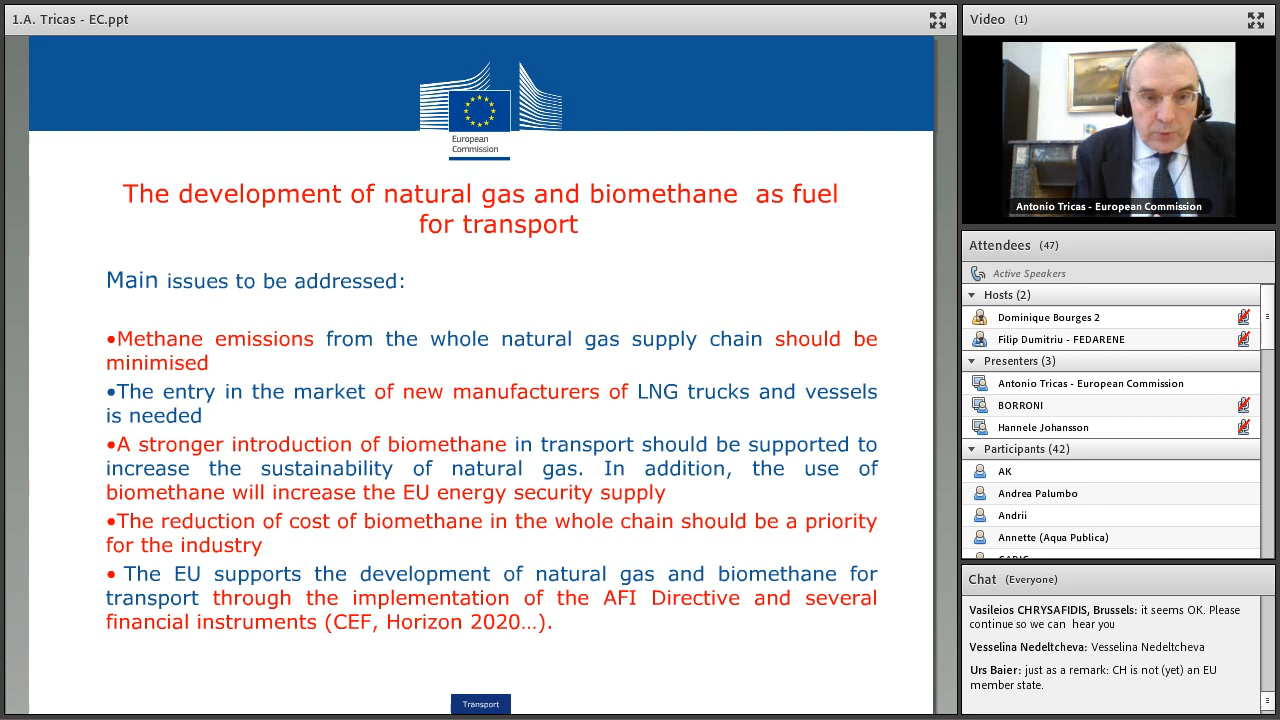 1.A. Tricas - EC.ppt
European
Commission
The development of natural gas and biomethane as fuel
for transport
Main issues to be addressed:
•Methane emissions from the whole natural gas supply chain should be
minimised
•The entry in the market of new manufacturers of LNG trucks and vessels
is needed
•A stronger introduction of biomethane in transport should be supported to
increase the sustainability of natural gas. In addition, the use of
biomethane will increase the EU energy security supply
•The reduction of cost of biomethane in the whole chain should be a priority
for the industry
• The EU supports the development of natural gas and biomethane for
transport through the implementation of the AFI Directive and several
financial instruments (CEF, Horizon 2020…).
Transport
Video (1)
Antonio Tricas - European Commission
Attendees (47)
Active Speakers
Hosts (2)
Dominique Bourges 2
Filip Dumitriu - FEDARENE
Presenters (3)
Antonio Tricas - European Commission
BORRONI
Hannele Johansson
Participants (42)
AK
Andrea Palumbo
Andrii
Annette (Aqua Publica)
Chat (Everyone)
Vasileios CHRYSAFIDIS, Brussels: it seems OK. Please
continue so we can hear you
Vesselina Nedeltcheva: Vesselina Nedeltcheva
Urs Baier: just as a remark: CH is not (yet) an EU
member state.